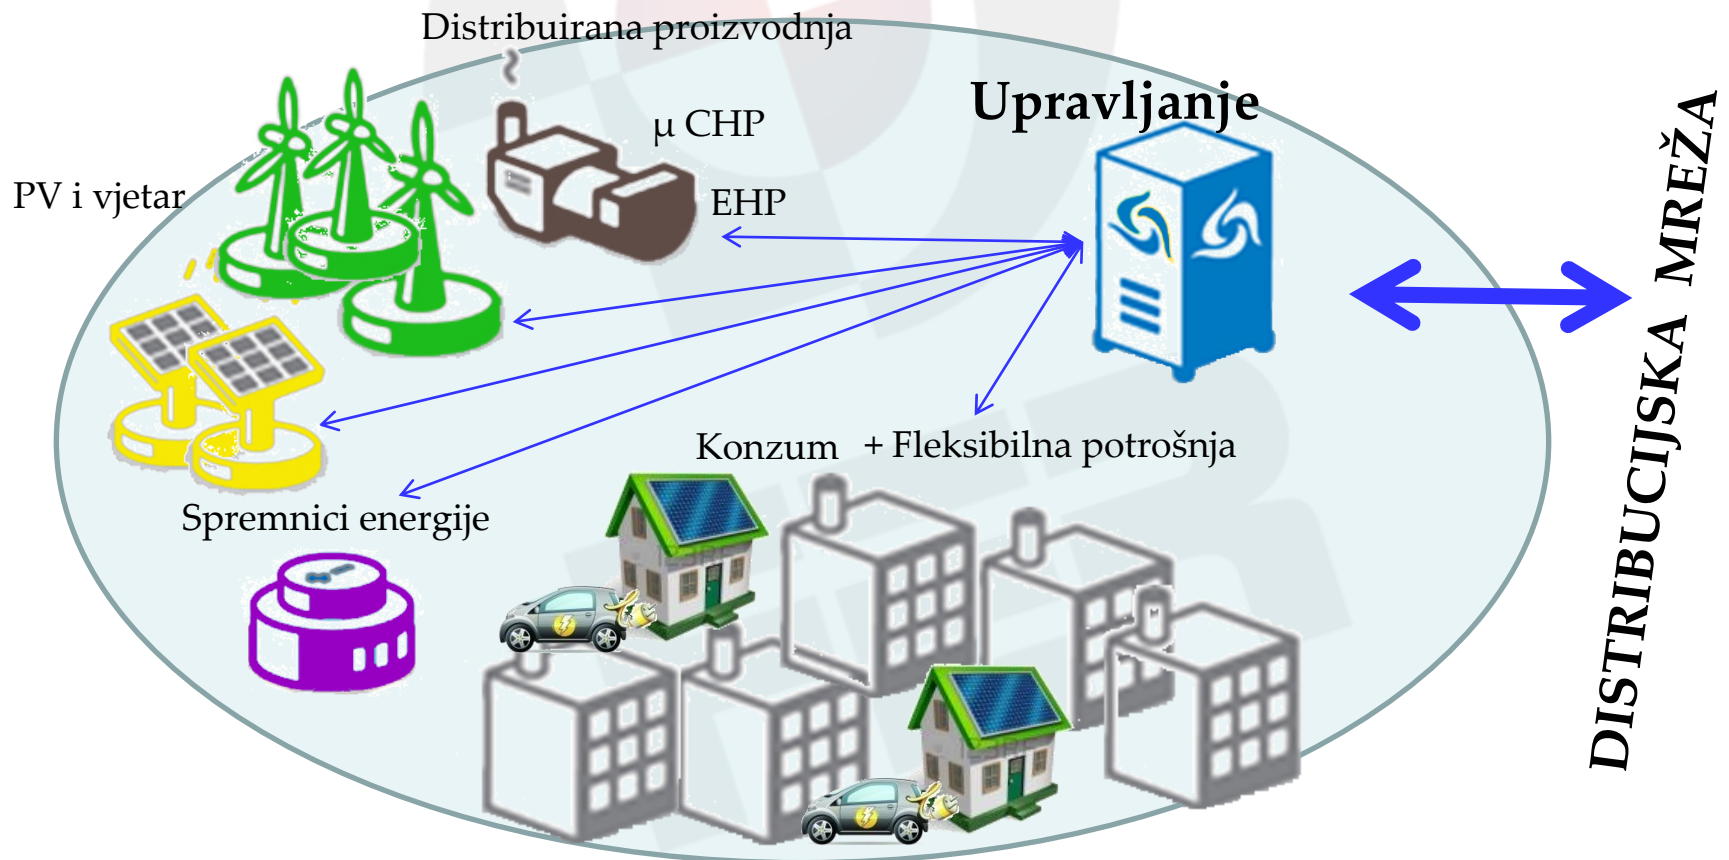 Distribuirana proizvodnja
μ CHP
Upravljanje
PV i vjetar
EHP
Konzum + Fleksibilna potrošnja
Spremnici energije
DISTRIBUCIJSKA MREŽA